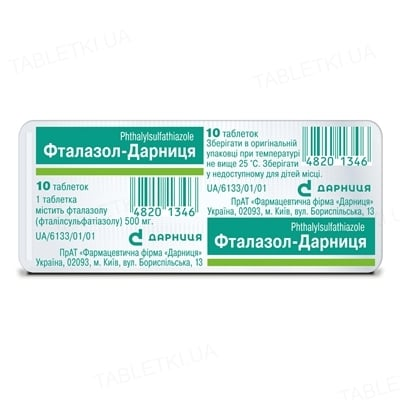 TABLETKI.UA
Phthalylsulfathiazole
Фталазол-Дарниця
10 таблеток
1 таблетка
містить фталазолу
(фталілсульфатіазолу) 500 мг.
UA/6133/01/01
4820 1346
ДАРНИЦЯ
ПрАТ «Фармацевтична фірма «Дарниця»
Україна, 02093, м. Київ, вул. Бориспільська, 13
10 таблеток
Зберігати в оригінальній
упаковці при температурі
не вище 25 °С. Зберігати
у недоступному для дітей місці.
UA/6133/01/01
4820 1346
ДАРНИЦЯ
ПрАТ «Фармацевтична фірма «Дарниця»
Україна, 02093, м. Київ, вул. Бориспільська, 13
Phthalylsulfathiazole
Фталазол-Дарниця
TABLETKI.UA